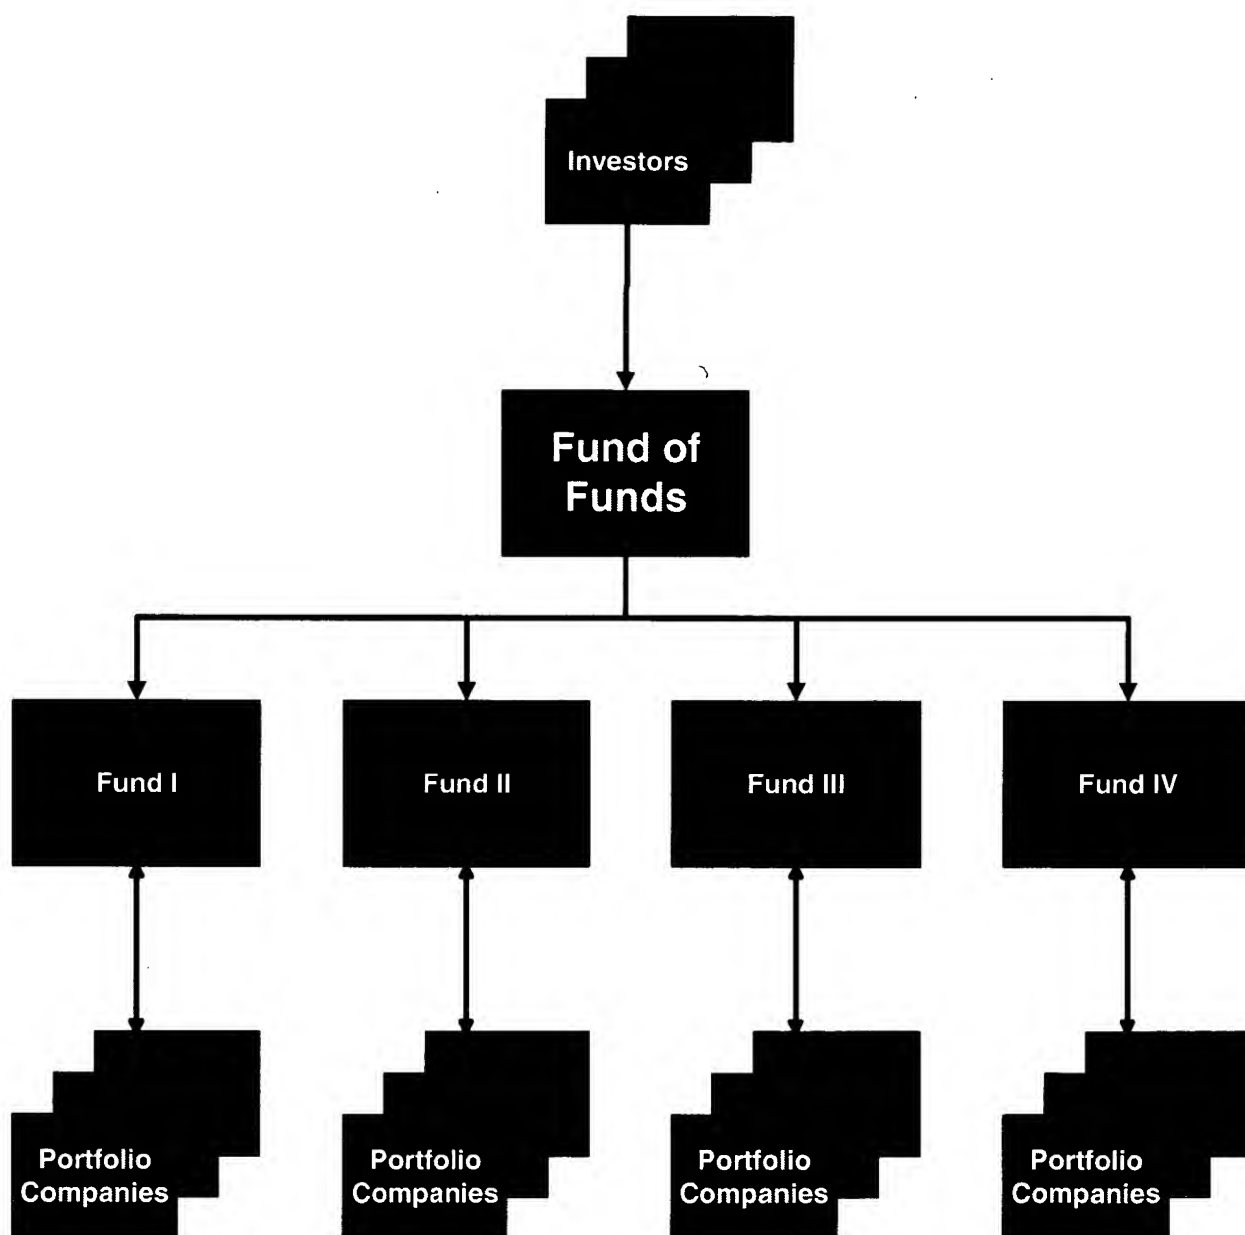 Investors
Fund of
Funds
Fund I
Fund II
Fund III
Fund IV
Portfolio
Companies
Portfolio
Companies
Portfolio
Companies
Portfolio
Companies